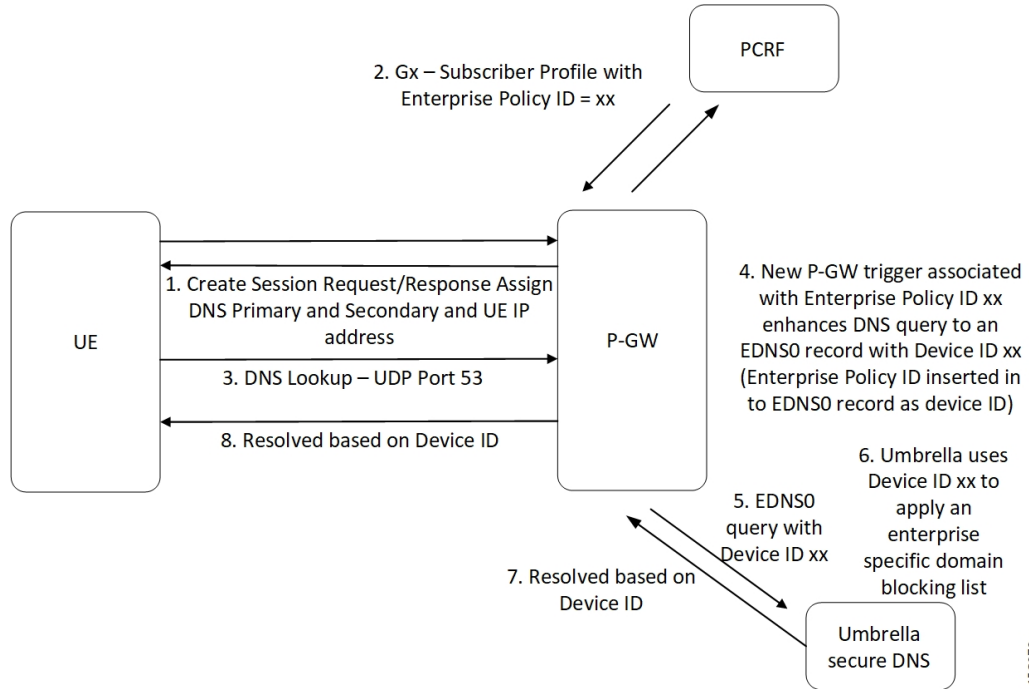 PCRF
2. Gx – Subscriber Profile with
Enterprise Policy ID = xx
1. Create Session Request/Response Assign
DNS Primary and Secondary and UE IP
address
UE
P-GW
3. DNS Lookup – UDP Port 53
8. Resolved based on Device ID
4. New P-GW trigger associated
with Enterprise Policy ID xx
enhances DNS query to an
EDNS0 record with Device ID xx
(Enterprise Policy ID inserted in
to EDNS0 record as device ID)
5. EDNS0
query with
Device ID xx
6. Umbrella uses
Device ID xx to
apply an
enterprise
specific domain
blocking list
7. Resolved based on
Device ID
Umbrella
secure DNS